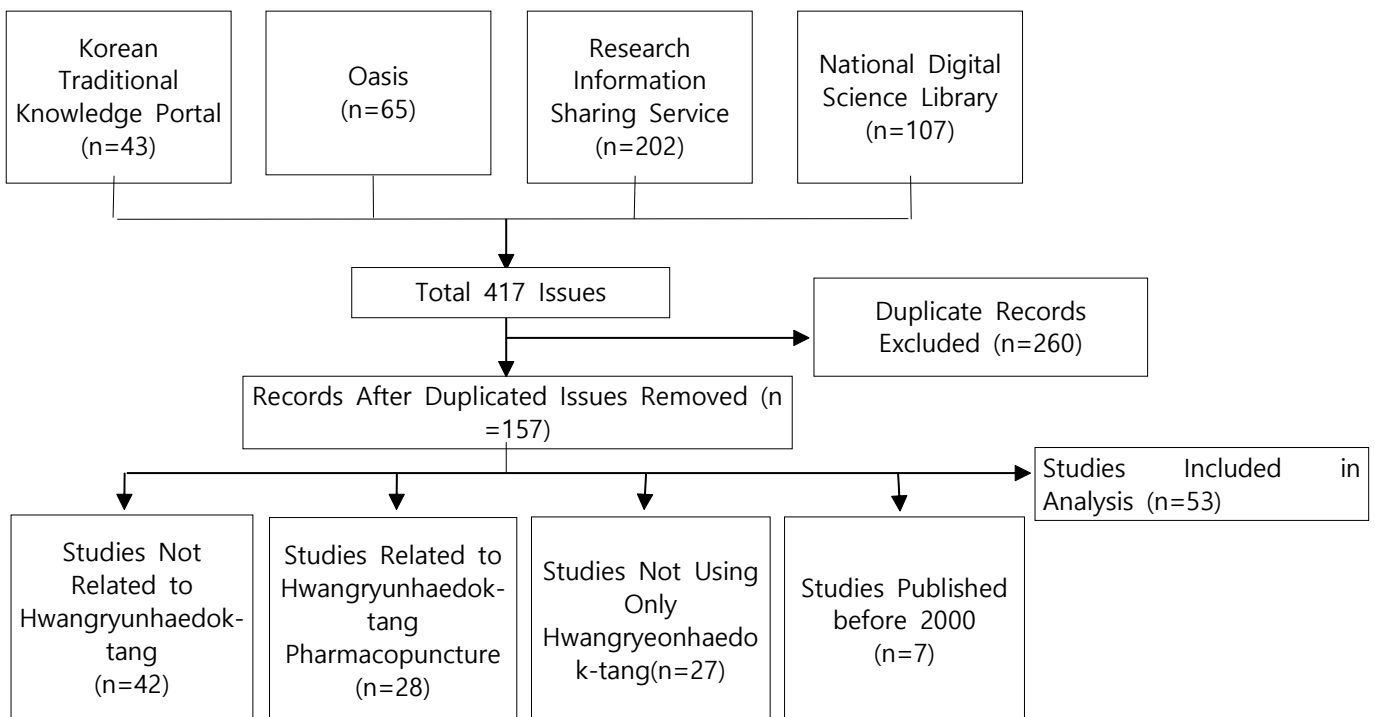 Korean
Traditional
Knowledge Portal
(n=43)
Oasis
(n=65)
Research
Information
Sharing Service
(n=202)
National Digital
Science Library
(n=107)
Total 417 Issues
Duplicate Records
Excluded (n=260)
Records After Duplicated Issues Removed (n
=157)
Studies Included in
Analysis (n=53)
Studies Not
Related to
Hwangryunhaedok-
tang
(n=42)
Studies Related to
Hwangryunhaedok-
tang
Pharmacopuncture
(n=28)
Studies Not Using
Only
Hwangryeonhaedo
k-tang(n=27)
Studies Published
before 2000
(n=7)